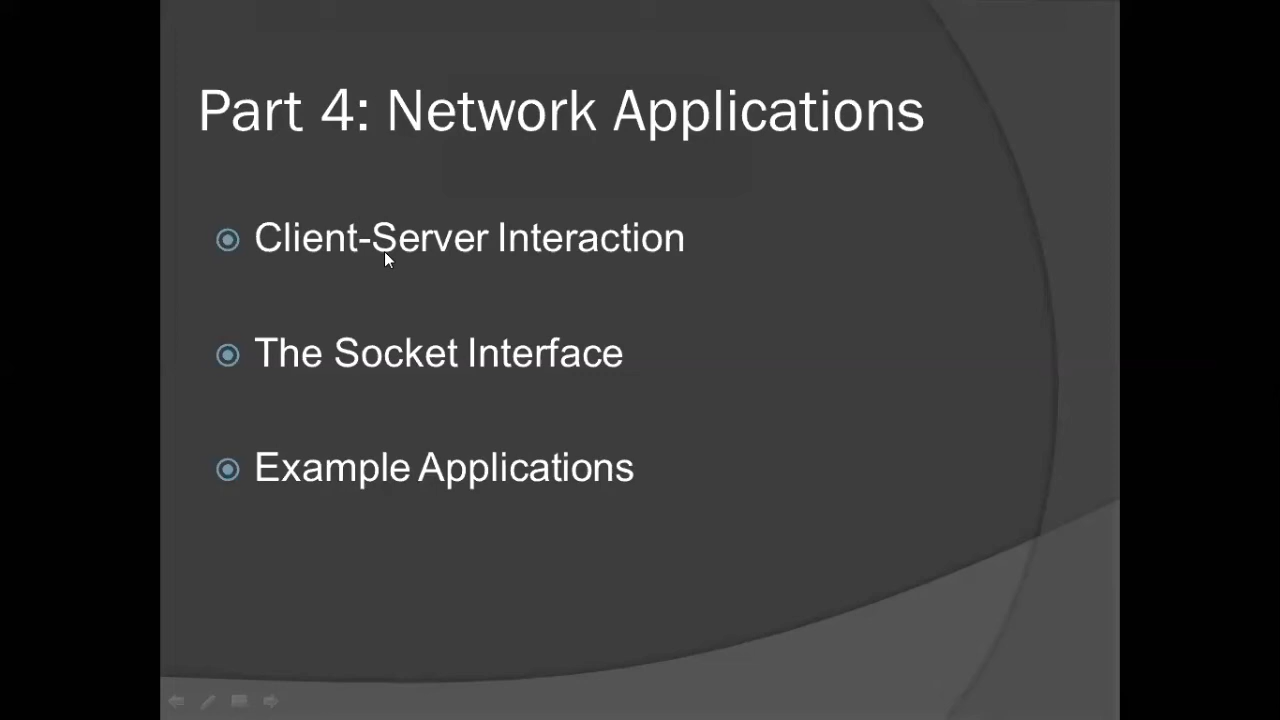 Part 4: Network Applications
Client-Server Interaction
The Socket Interface
Example Applications